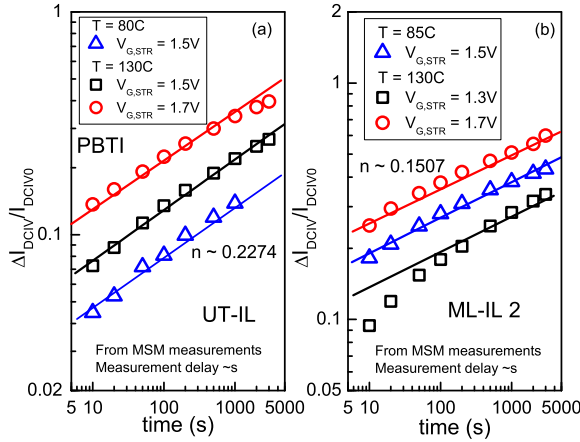 (a)
T = 80C
V_G,STR = 1.5V
T = 130C
V_G,STR = 1.5V
V_G,STR = 1.7V
PBTI
n ~ 0.2274
UT-IL
From MSM measurements
Measurement delay ~s
ΔI_DCIV/I_DCIV0
1
0.1
0.02
5
10
100
1000
5000
time (s)
(b)
T = 85C
V_G,STR = 1.5V
T = 130C
V_G,STR = 1.3V
V_G,STR = 1.7V
n ~ 0.1507
ML-IL 2
From MSM measurements
Measurement delay ~s
ΔI_DCIV/I_DCIV0
2
1
0.1
0.05
5
10
100
1000
5000
time (s)